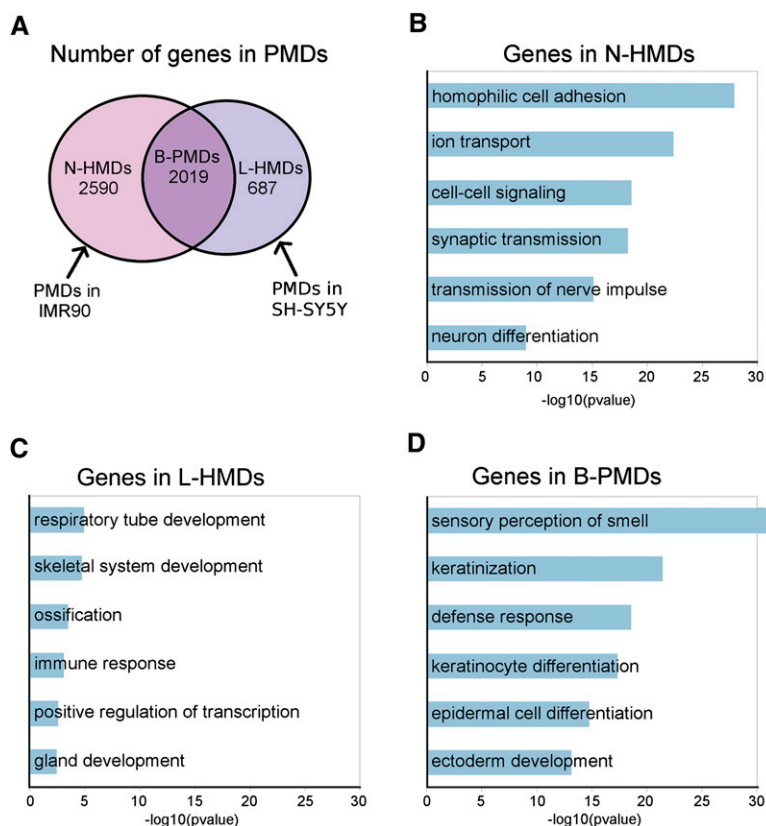 A
Number of genes in PMDs
N-HMDs
2590
B-PMDs
2019
L-HMDs
687
PMDs in
IMR90
PMDs in
SH-SY5Y
B
Genes in N-HMDs
homophilic cell adhesion
ion transport
cell-cell signaling
synaptic transmission
transmission of nerve impulse
neuron differentiation
0 5 10 15 20 25 30
-log10(pvalue)
C
Genes in L-HMDs
respiratory tube development
skeletal system development
ossification
immune response
positive regulation of transcription
gland development
0 5 10 15 20 25 30
-log10(pvalue)
D
Genes in B-PMDs
sensory perception of smell
keratinization
defense response
keratinocyte differentiation
epidermal cell differentiation
ectoderm development
0 5 10 15 20 25 30
-log10(pvalue)